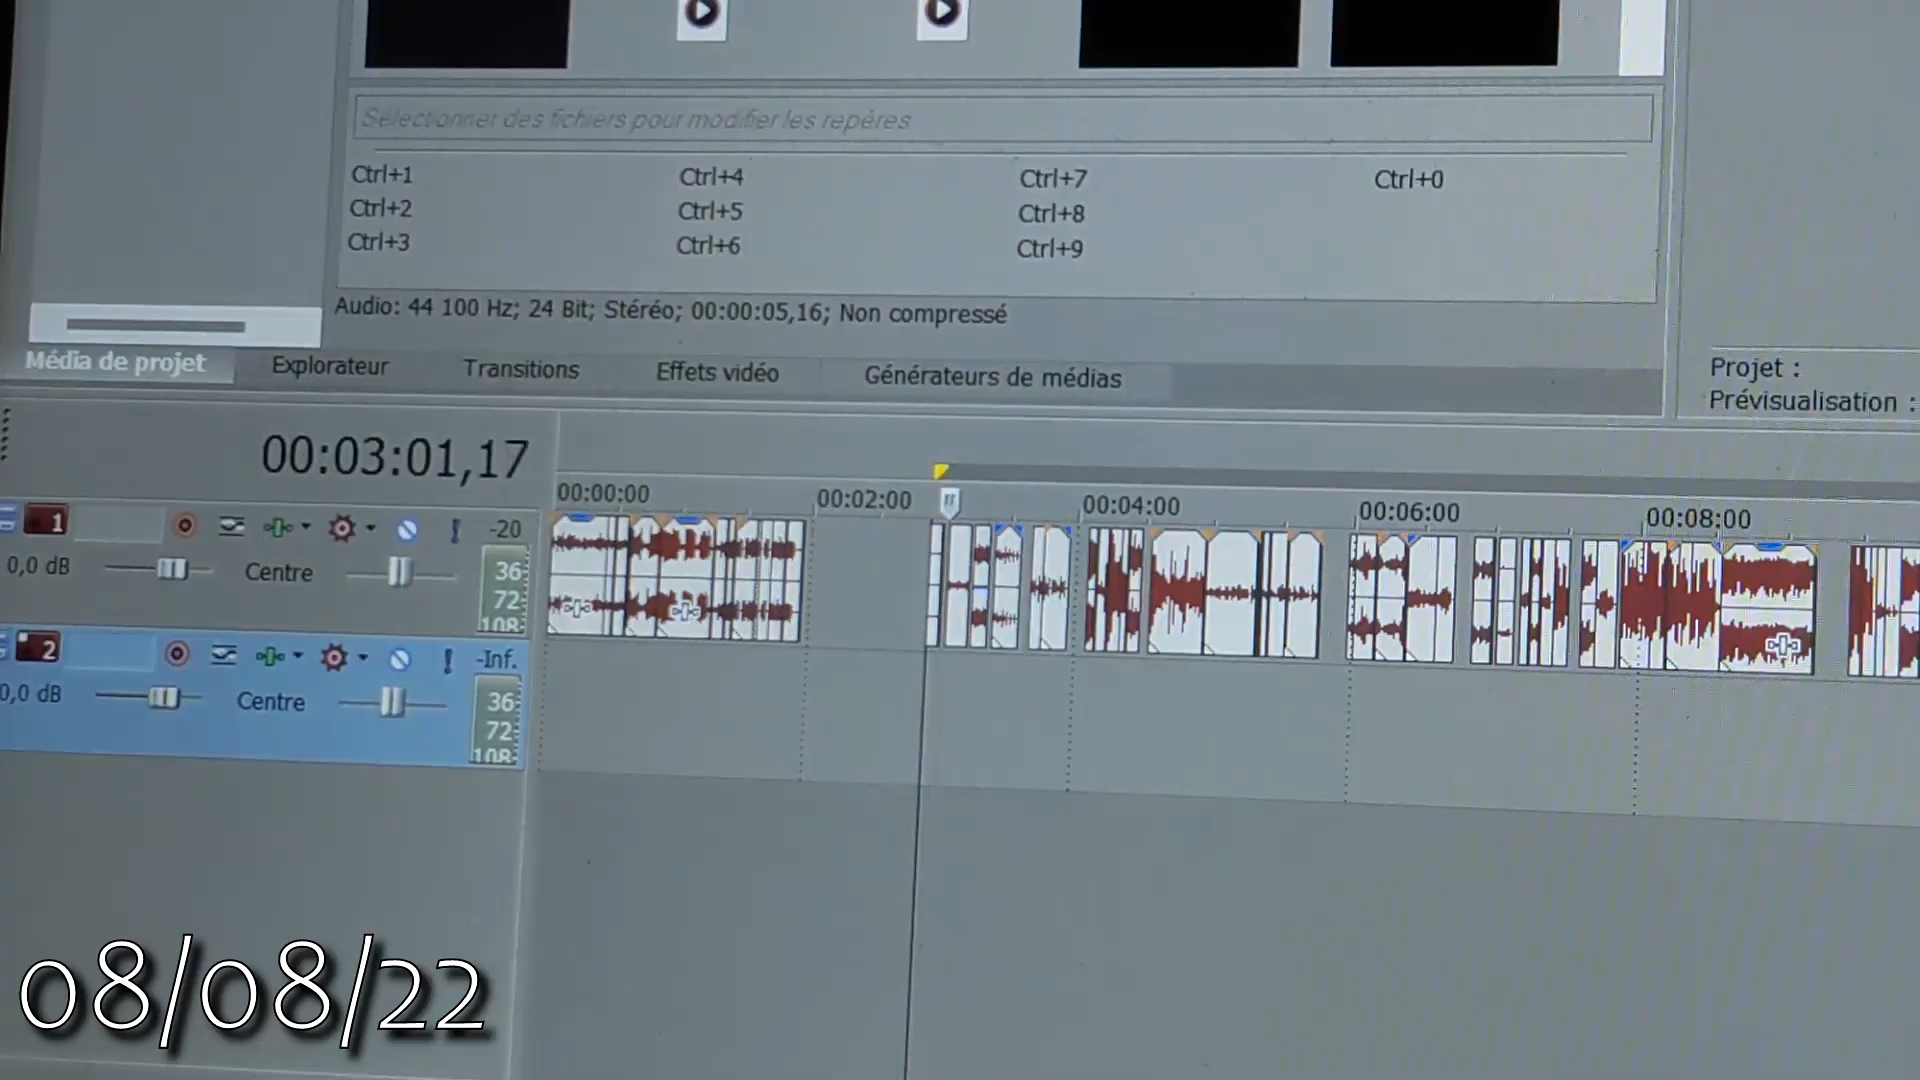 Sélectionner des fichiers pour modifier les repères
Ctrl+1 Ctrl+4 Ctrl+7 Ctrl+0
Ctrl+2 Ctrl+5 Ctrl+8
Ctrl+3 Ctrl+6 Ctrl+9
Audio: 44 100 Hz; 24 Bit; Stéréo; 00:00:05,16; Non compressé
Média de projet Explorateur Transitions Effets vidéo Générateurs de médias
Projet :
Prévisualisation :
00:03:01,17
00:00:00 00:02:00 00:04:00 00:06:00 00:08:00
1 -20
0,0 dB Centre 36
72
108
2 -Inf.
0,0 dB Centre 36
72
108
08/08/22